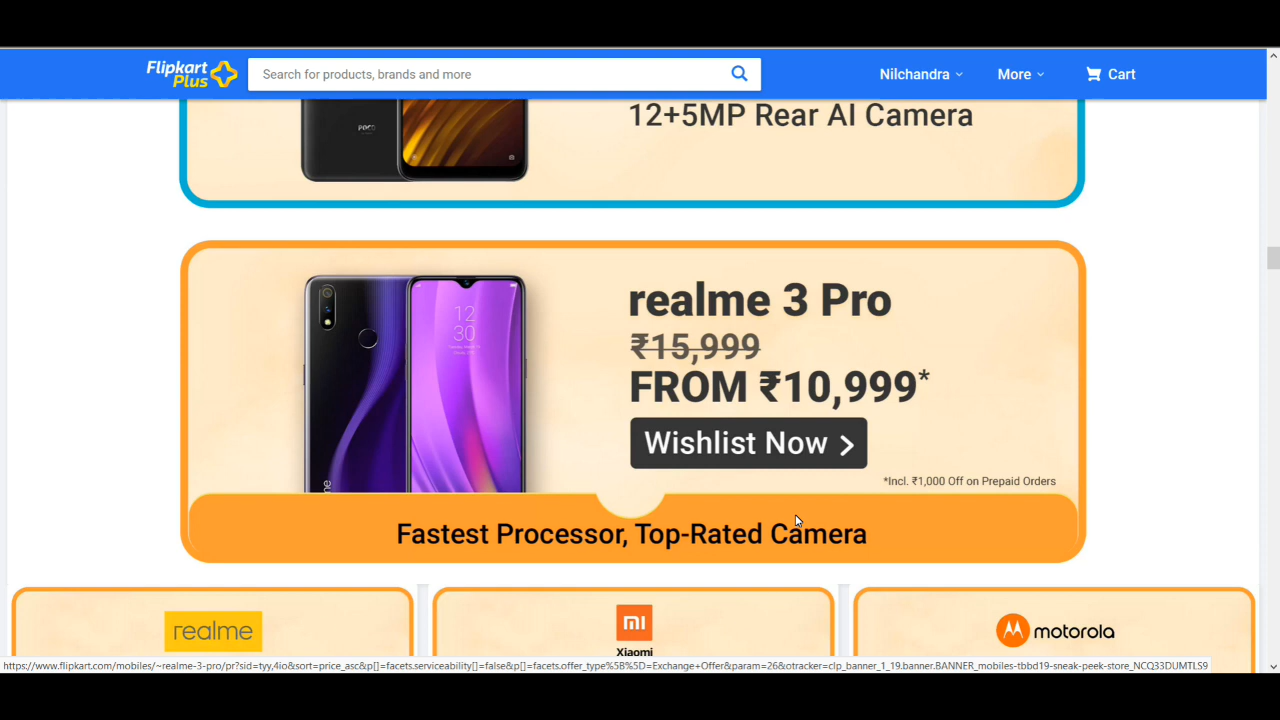 Flipkart
Plus
Search for products, brands and more
Nilchandra
More
Cart
POCO
12+5MP Rear AI Camera
12
30
realme 3 Pro
₹15,999
FROM ₹10,999*
Wishlist Now
*Incl. ₹1,000 Off on Prepaid Orders
Fastest Processor, Top-Rated Camera
realme
mi
Xiaomi
motorola
https://www.flipkart.com/mobiles/~realme-3-pro/pr?sid=tyy,4io&sort=price_asc&p[]=facets.serviceability[]=false&p[]=facets.offer_type%5B%5D=Exchange+Offer&param=26&otracker=clp_banner_1_19.banner.BANNER_mobiles-tbbd19-sneak-peek-store_NCQ33DUMTLS9